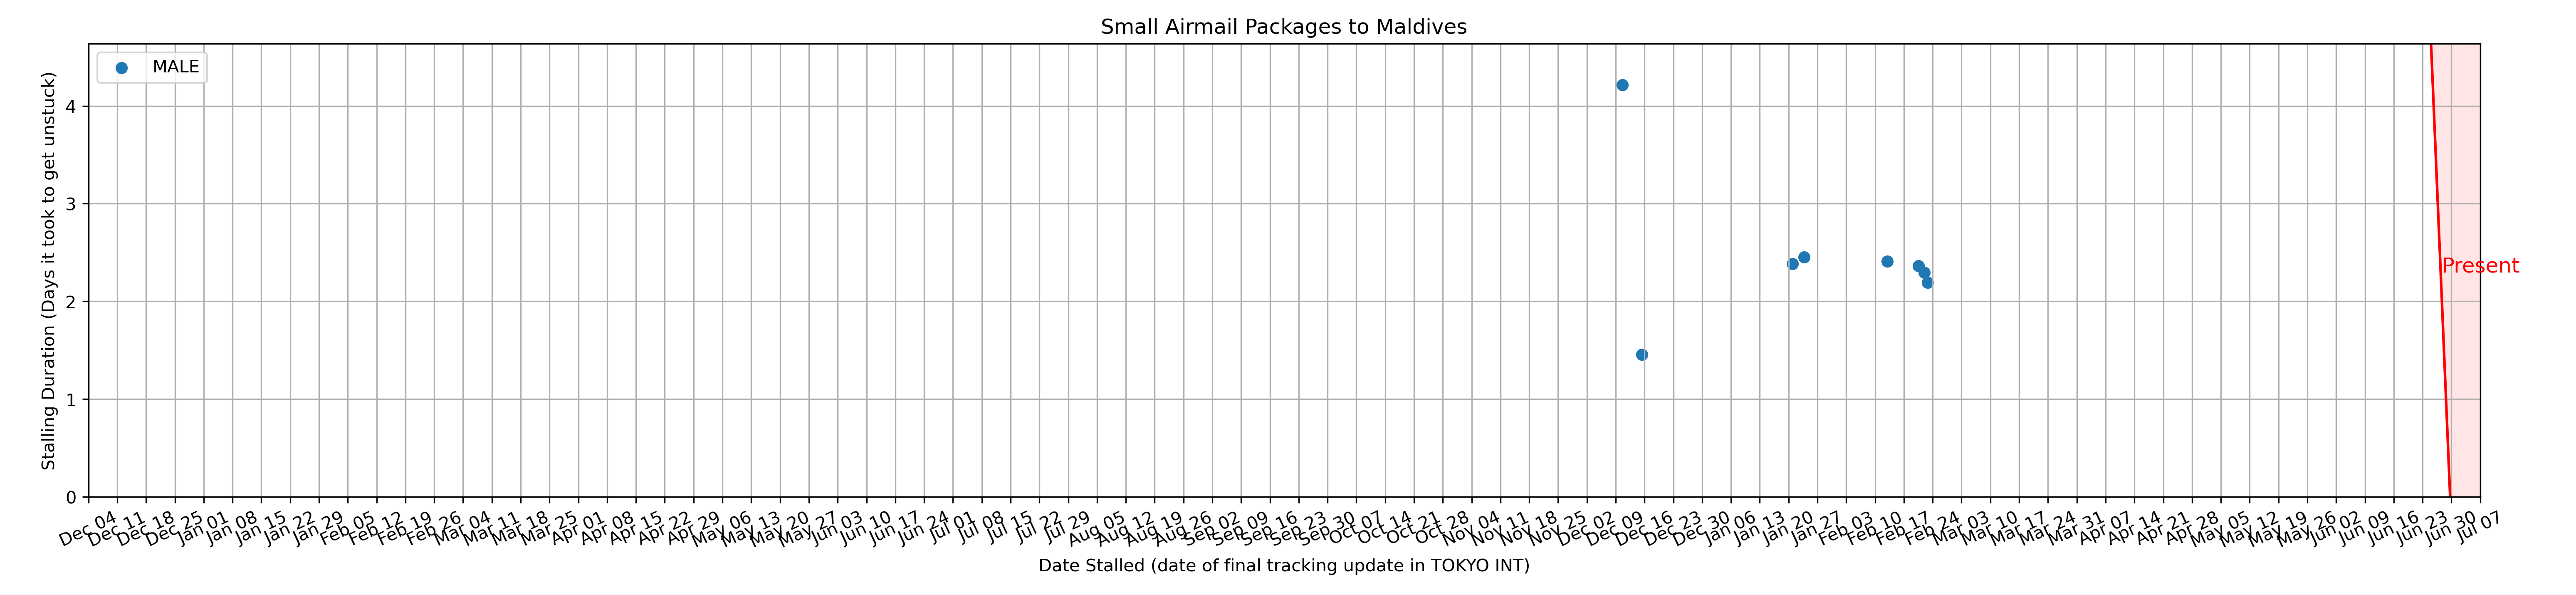 Small Airmail Packages to Maldives
MALE
Stalling Duration (Days it took to get unstuck)
4
3
2
1
0
Present
Dec 04 Dec 11 Dec 18 Dec 25 Jan 01 Jan 08 Jan 15 Jan 22 Jan 29 Feb 05 Feb 12 Feb 19 Feb 26 Mar 04 Mar 11 Mar 18 Mar 25 Apr 01 Apr 08 Apr 15 Apr 22 Apr 29 May 06 May 13 May 20 May 27 Jun 03 Jun 10 Jun 17 Jun 24 Jul 01 Jul 08 Jul 15 Jul 22 Jul 29 Aug 05 Aug 12 Aug 19 Aug 26 Sep 02 Sep 09 Sep 16 Sep 23 Sep 30 Oct 07 Oct 14 Oct 21 Oct 28 Nov 04 Nov 11 Nov 18 Nov 25 Dec 02 Dec 09 Dec 16 Dec 23 Dec 30 Jan 06 Jan 13 Jan 20 Jan 27 Feb 03 Feb 10 Feb 17 Feb 24 Mar 03 Mar 10 Mar 17 Mar 24 Mar 31 Apr 07 Apr 14 Apr 21 Apr 28 May 05 May 12 May 19 May 26 Jun 02 Jun 09 Jun 16 Jun 23 Jun 30 Jul 07
Date Stalled (date of final tracking update in TOKYO INT)